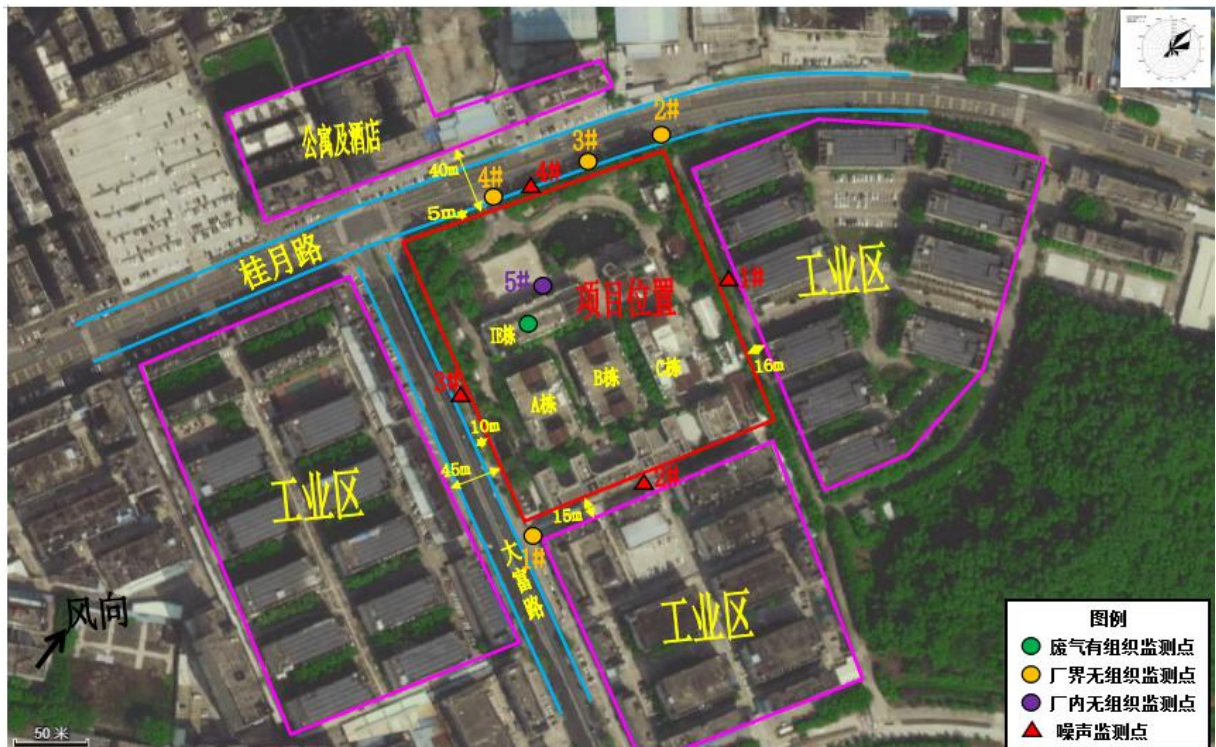 2#
公寓及酒店
3#
40m
4#
4#
5m
桂月路
工业区
5#
项目位置
1#
IE栋
B栋
C栋
16m
3#
A栋
10m
45m
工业区
2#
15m
1#
大富路
工业区
风向
图例
废气有组织监测点
厂界无组织监测点
厂内无组织监测点
噪声监测点
50 米